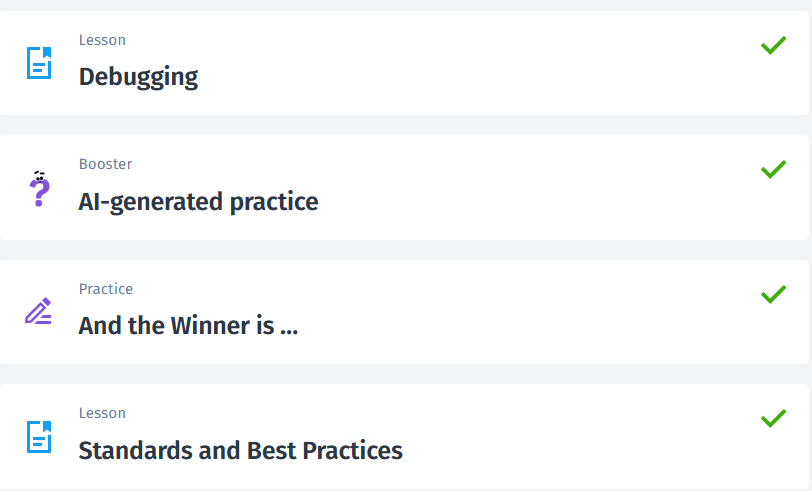 Lesson
Debugging
Booster
AI-generated practice
Practice
And the Winner is ...
Lesson
Standards and Best Practices